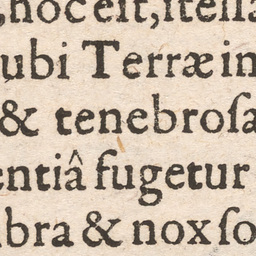 ,hoc est, stella
ubi Terræ in
& tenebroſa
entiâ fugetur
bra & nox ſo